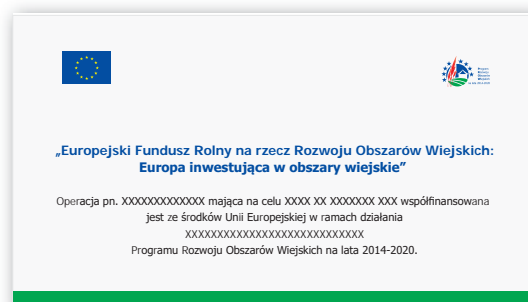 „Europejski Fundusz Rolny na rzecz Rozwoju Obszarów Wiejskich:
Europa inwestująca w obszary wiejskie”
Operacja pn. XXXXXXXXXXXXX mająca na celu XXXX XX XXXXXXX XXX współfinansowana
jest ze środków Unii Europejskiej w ramach działania
XXXXXXXXXXXXXXXXXXXXXXXXXXXX
Programu Rozwoju Obszarów Wiejskich na lata 2014-2020.